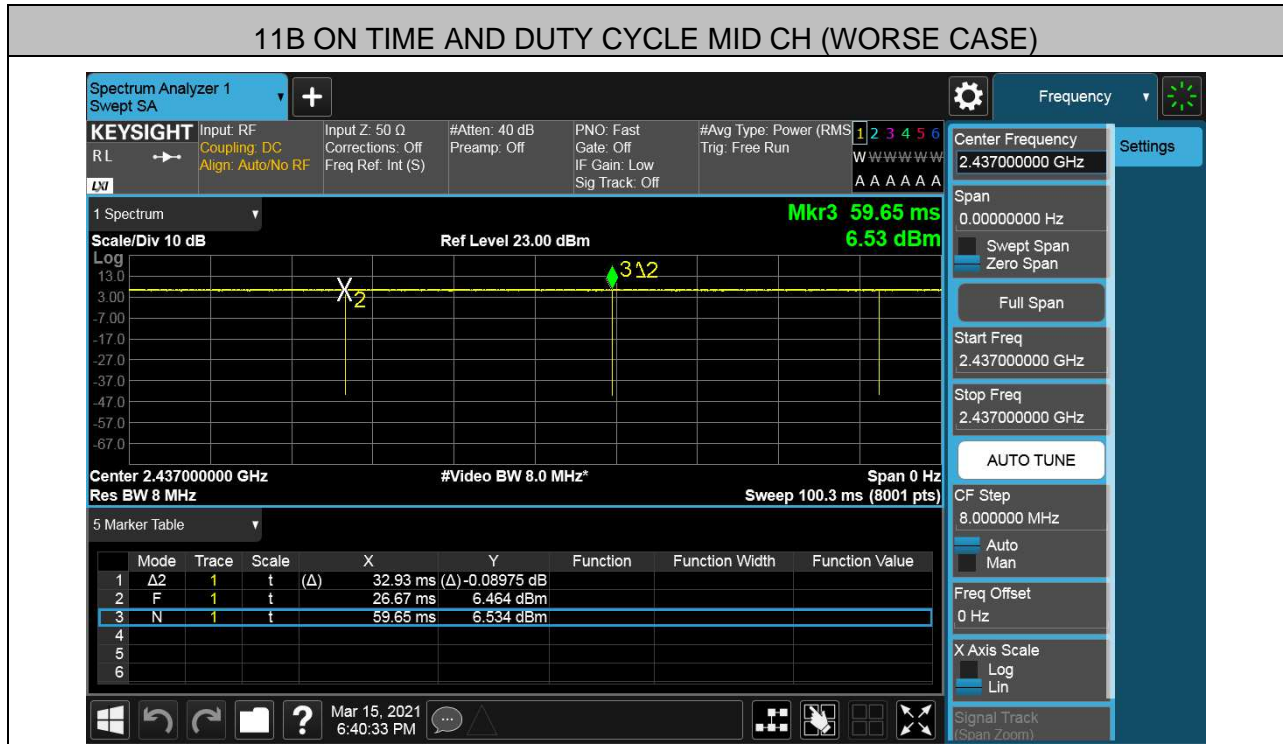 11B ON TIME AND DUTY CYCLE MID CH (WORSE CASE)
Spectrum Analyzer 1
Swept SA
+
Frequency
KEYSIGHT
RL
LXI
Input: RF
Coupling: DC
Align: Auto/No RF
Input Z: 50 Ω
Corrections: Off
Freq Ref: Int (S)
#Atten: 40 dB
Preamp: Off
PNO: Fast
Gate: Off
IF Gain: Low
Sig Track: Off
#Avg Type: Power (RMS
Trig: Free Run
1 2 3 4 5 6
W W W W W W
A A A A A A
1 Spectrum
Mkr3 59.65 ms
6.53 dBm
Scale/Div 10 dB
Ref Level 23.00 dBm
Log
13.0
3.00
-7.00
-17.0
-27.0
-37.0
-47.0
-57.0
-67.0
X2
3Δ2
Center 2.437000000 GHz
#Video BW 8.0 MHz*
Span 0 Hz
Res BW 8 MHz
Sweep 100.3 ms (8001 pts)
5 Marker Table
Mode Trace Scale X Y Function Function Width Function Value
1 Δ2 1 t (Δ) 32.93 ms (Δ) -0.08975 dB
2 F 1 t 26.67 ms 6.464 dBm
3 N 1 t 59.65 ms 6.534 dBm
4
5
6
?
Mar 15, 2021
6:40:33 PM
Settings
Center Frequency
2.437000000 GHz
Span
0.00000000 Hz
Swept Span
Zero Span
Full Span
Start Freq
2.437000000 GHz
Stop Freq
2.437000000 GHz
AUTO TUNE
CF Step
8.000000 MHz
Auto
Man
Freq Offset
0 Hz
X Axis Scale
Log
Lin
Signal Track
(Span Zoom)